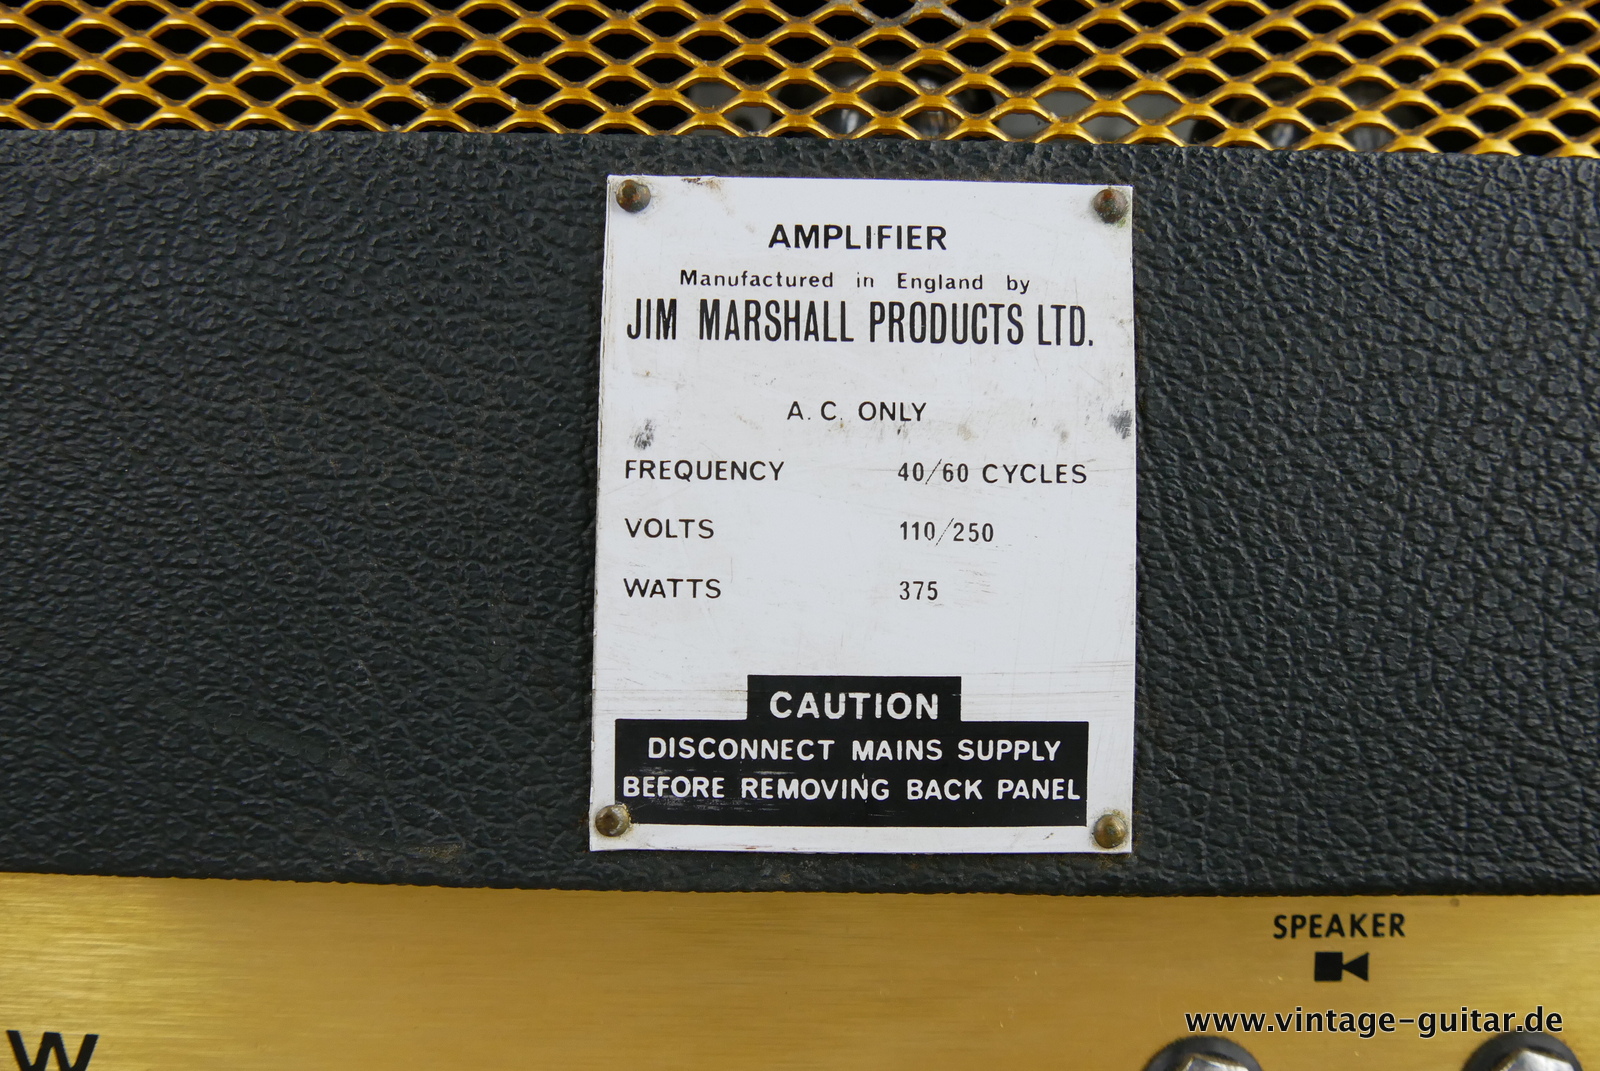 AMPLIFIER
Manufactured in England by
JIM MARSHALL PRODUCTS LTD.
A.C. ONLY
FREQUENCY 40/60 CYCLES
VOLTS 110/250
WATTS 375
CAUTION
DISCONNECT MAINS SUPPLY
BEFORE REMOVING BACK PANEL
SPEAKER
www.vintage-guitar.de
W